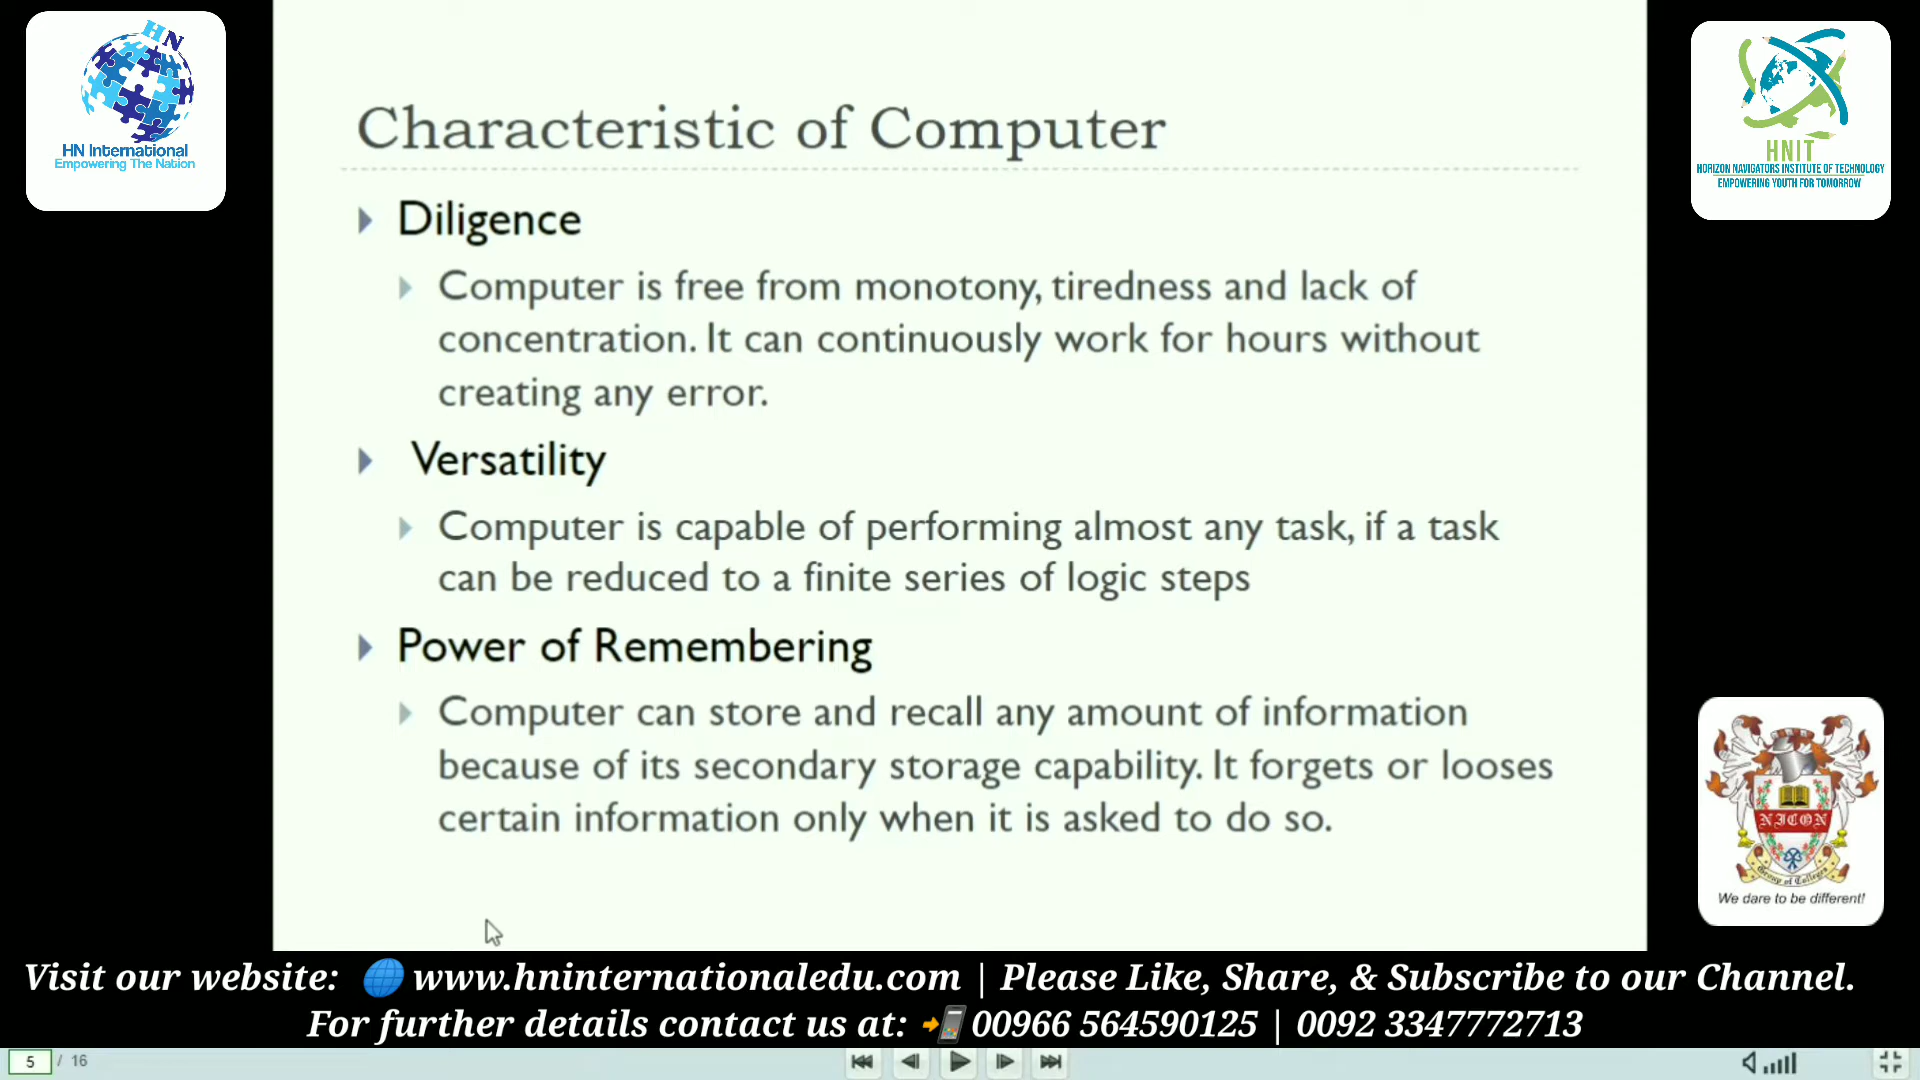 HN
HN International
Empowering The Nation
HNIT
HORIZON NAVIGATORS INSTITUTE OF TECHNOLOGY
EMPOWERING YOUTH FOR TOMORROW
Characteristic of Computer
Diligence
Computer is free from monotony, tiredness and lack of
concentration. It can continuously work for hours without
creating any error.
Versatility
Computer is capable of performing almost any task, if a task
can be reduced to a finite series of logic steps
Power of Remembering
Computer can store and recall any amount of information
because of its secondary storage capability. It forgets or looses
certain information only when it is asked to do so.
NICON
Group of Colleges
We dare to be different!
Visit our website: www.hninternationaledu.com | Please Like, Share, & Subscribe to our Channel.
For further details contact us at: 00966 564590125 | 0092 3347772713
5 / 16